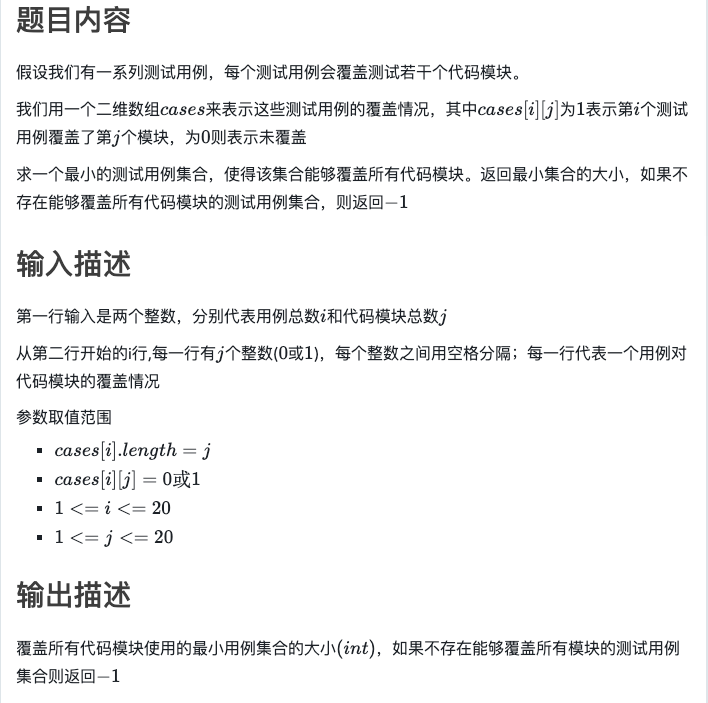 题目内容
假设我们有一系列测试用例，每个测试用例会覆盖测试若干个代码模块。
我们用一个二维数组cases来表示这些测试用例的覆盖情况，其中cases[i][j]为1表示第i个测试
用例覆盖了第j个模块，为0则表示未覆盖
求一个最小的测试用例集合，使得该集合能够覆盖所有代码模块。返回最小集合的大小，如果不
存在能够覆盖所有代码模块的测试用例集合，则返回−1
输入描述
第一行输入是两个整数，分别代表用例总数i和代码模块总数j
从第二行开始的i行,每一行有j个整数(0或1)，每个整数之间用空格分隔；每一行代表一个用例对
代码模块的覆盖情况
参数取值范围
cases[i].length = j
cases[i][j] = 0或1
1 <= i <= 20
1 <= j <= 20
输出描述
覆盖所有代码模块使用的最小用例集合的大小(int)，如果不存在能够覆盖所有模块的测试用例
集合则返回−1